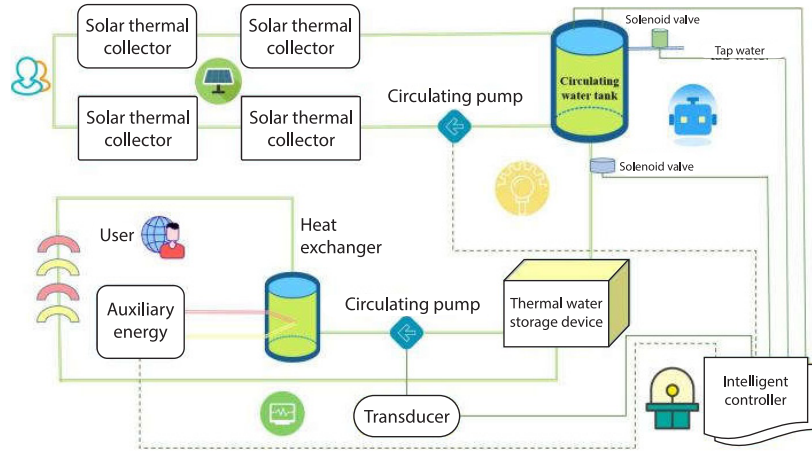 Solar thermal
collector
Solar thermal
collector
Solenoid valve
Tap water
Circulating
water tank
Circulating pump
Solar thermal
collector
Solar thermal
collector
Solenoid valve
User
Heat
exchanger
Auxiliary
energy
Circulating pump
Thermal water
storage device
Transducer
Intelligent
controller